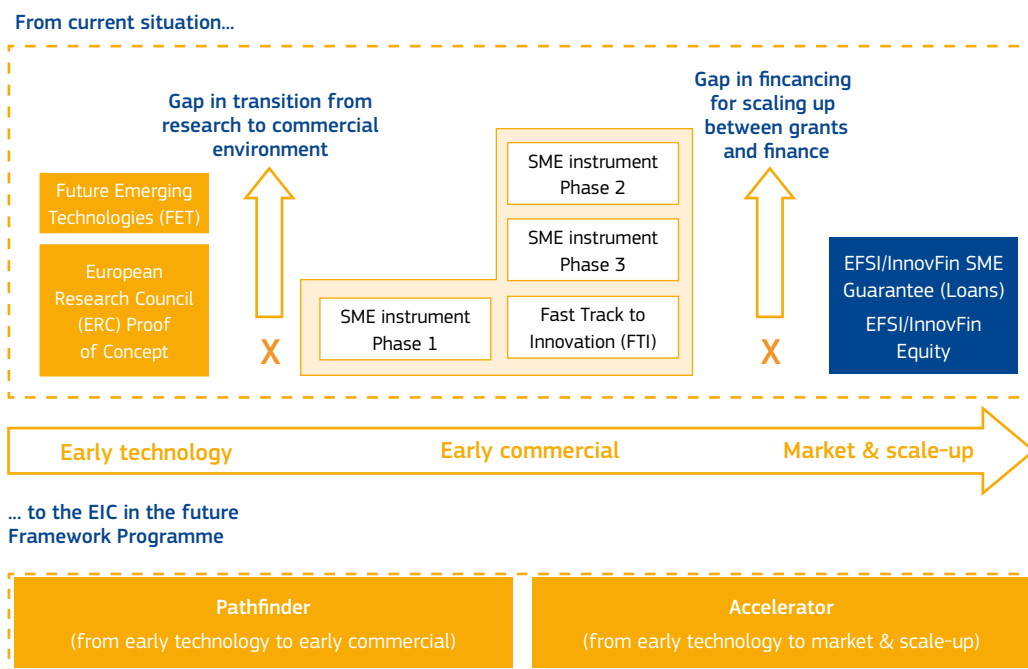 From current situation...
Gap in transition from
research to commercial
environment
Gap in fincancing
for scaling up
between grants
and finance
Future Emerging
Technologies (FET)
European
Research Council
(ERC) Proof
of Concept
X
SME instrument
Phase 1
SME instrument
Phase 2
SME instrument
Phase 3
Fast Track to
Innovation (FTI)
X
EFSI/InnovFin SME
Guarantee (Loans)
EFSI/InnovFin
Equity
Early technology
Early commercial
Market & scale-up
... to the EIC in the future
Framework Programme
Pathfinder
(from early technology to early commercial)
Accelerator
(from early technology to market & scale-up)